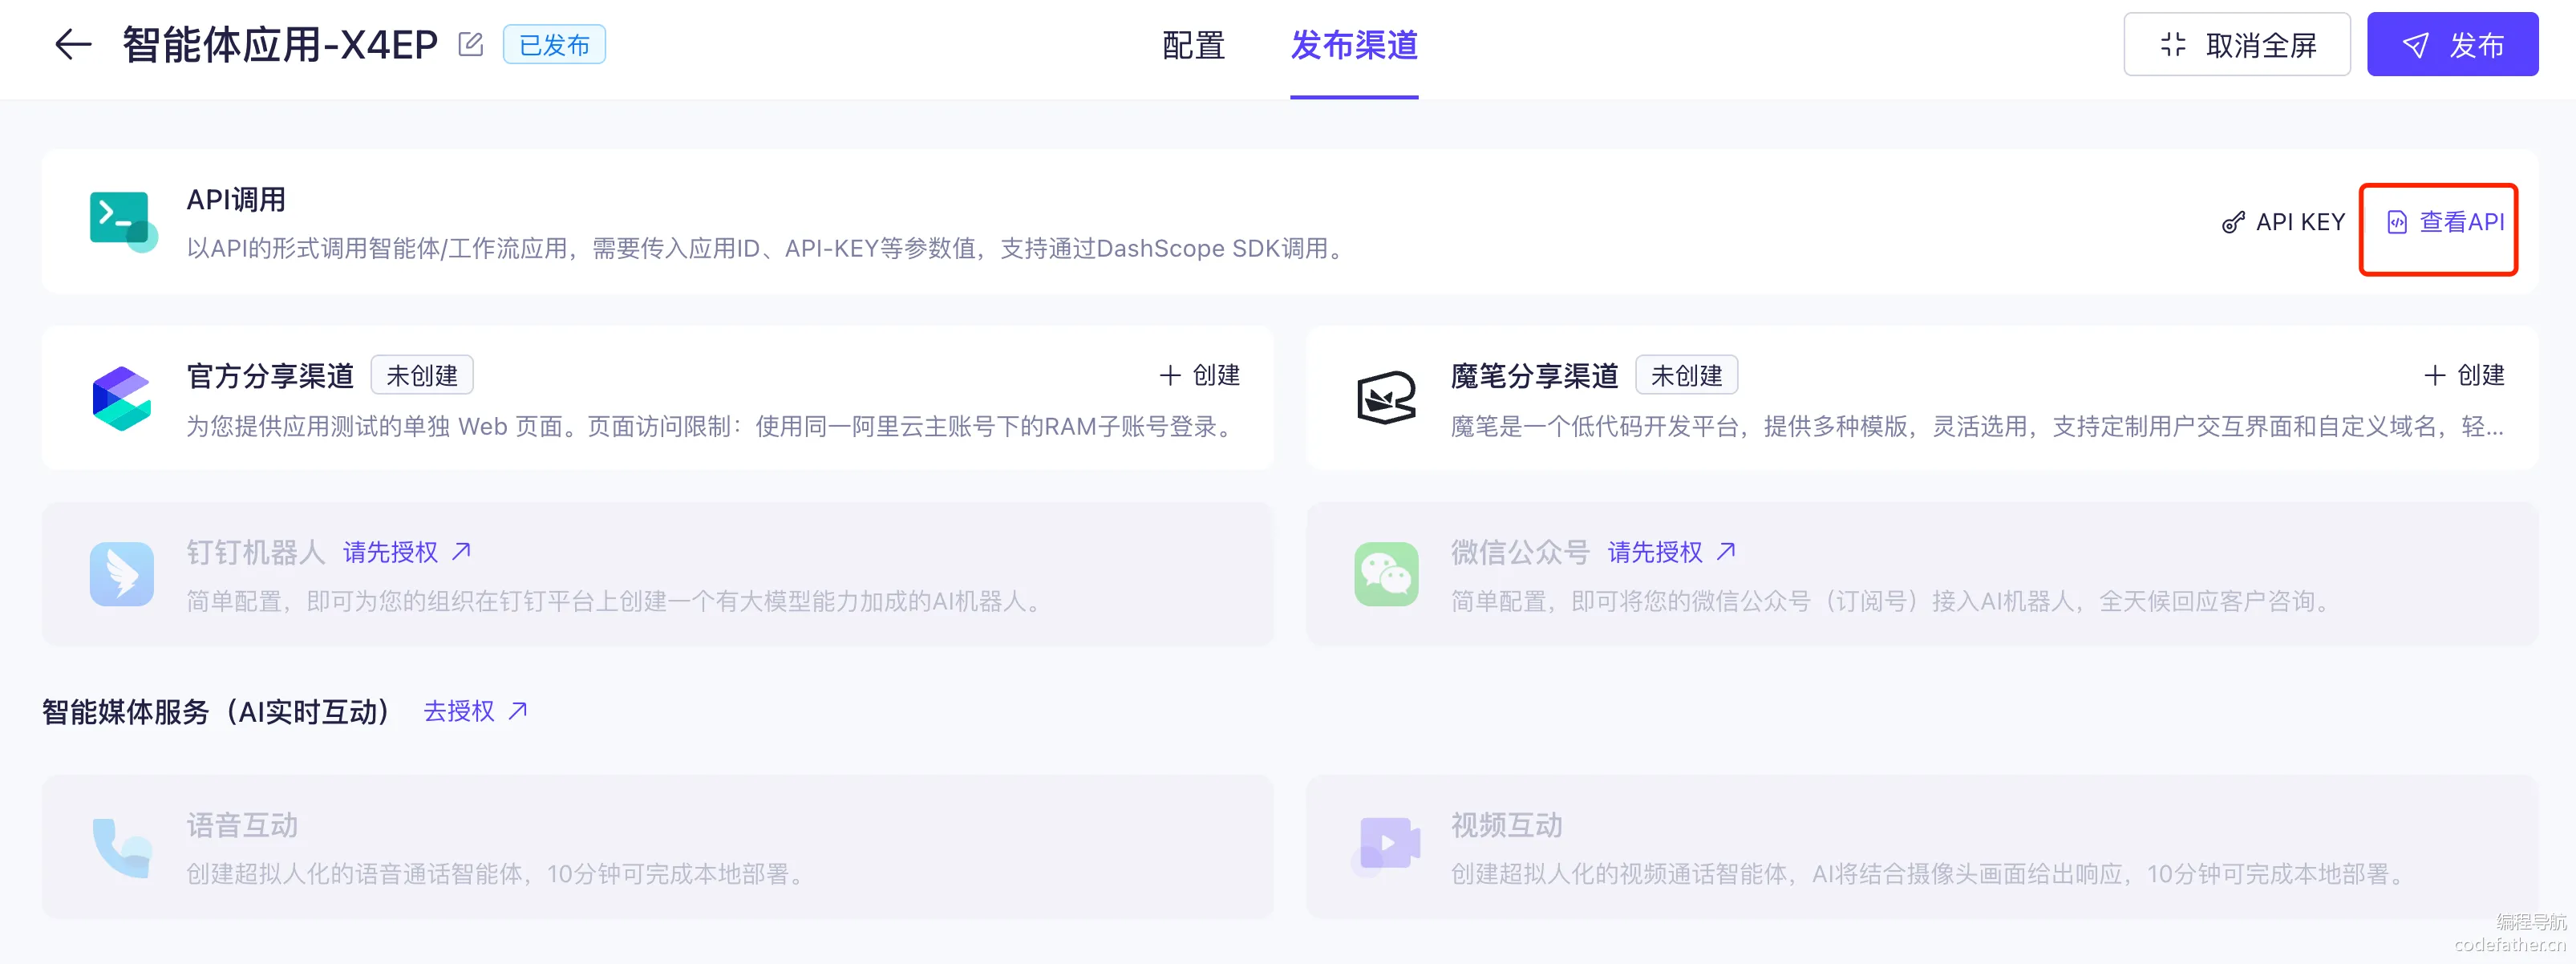 智能体应用-X4EP 已发布 配置 发布渠道 取消全屏 发布
API调用
以API的形式调用智能体/工作流应用，需要传入应用ID、API-KEY等参数值，支持通过DashScope SDK调用。
API KEY 查看API
官方分享渠道 未创建 创建
为您提供应用测试的单独 Web 页面。页面访问限制：使用同一阿里云主账号下的RAM子账号登录。
魔笔分享渠道 未创建 创建
魔笔是一个低代码开发平台，提供多种模版，灵活选用，支持定制用户交互界面和自定义域名，轻...
钉钉机器人 请先授权
简单配置，即可为您的组织在钉钉平台上创建一个有大模型能力加成的AI机器人。
微信公众号 请先授权
简单配置，即可将您的微信公众号（订阅号）接入AI机器人，全天候回应客户咨询。
智能媒体服务（AI实时互动） 去授权
语音互动
创建超拟人化的语音通话智能体，10分钟可完成本地部署。
视频互动
创建超拟人化的视频通话智能体，AI将结合摄像头画面给出响应，10分钟可完成本地部署。
编程导航
codefather.cn